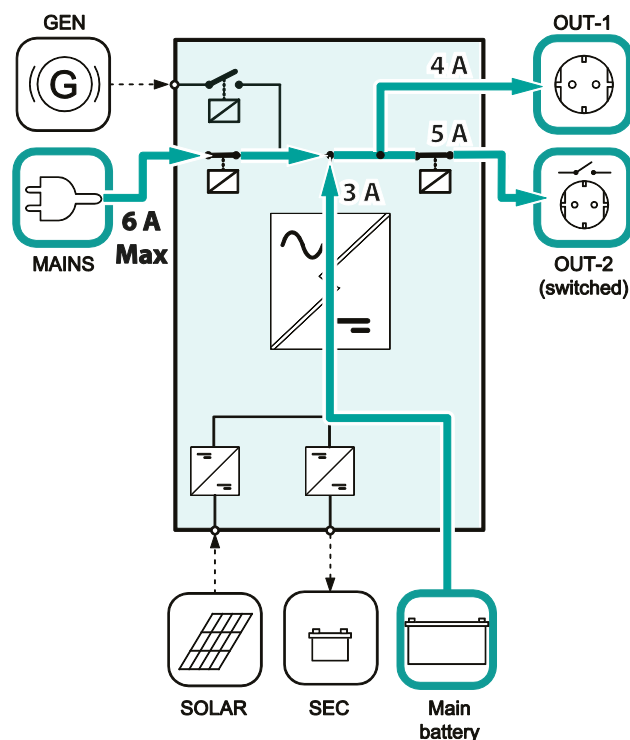 GEN
OUT-1
G
4 A
5 A
6 A
Max
MAINS
3 A
OUT-2
(switched)
SOLAR
SEC
Main
battery